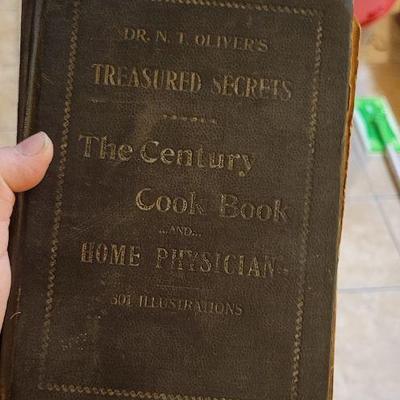 DR. N. T. OLIVER'S
TREASURED SECRETS
The Century
Cook Book
...AND...
HOME PHYSICIAN
301 ILLUSTRATIONS